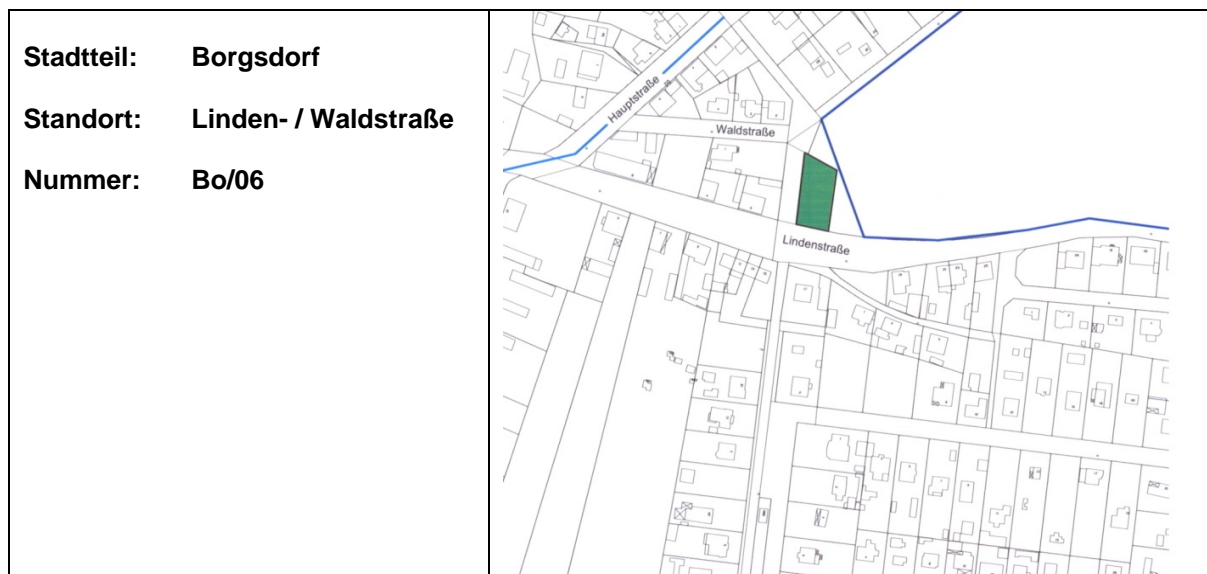 Stadtteil: Borgsdorf
Standort: Linden- / Waldstraße
Nummer: Bo/06
Hauptstraße
Waldstraße
Lindenstraße